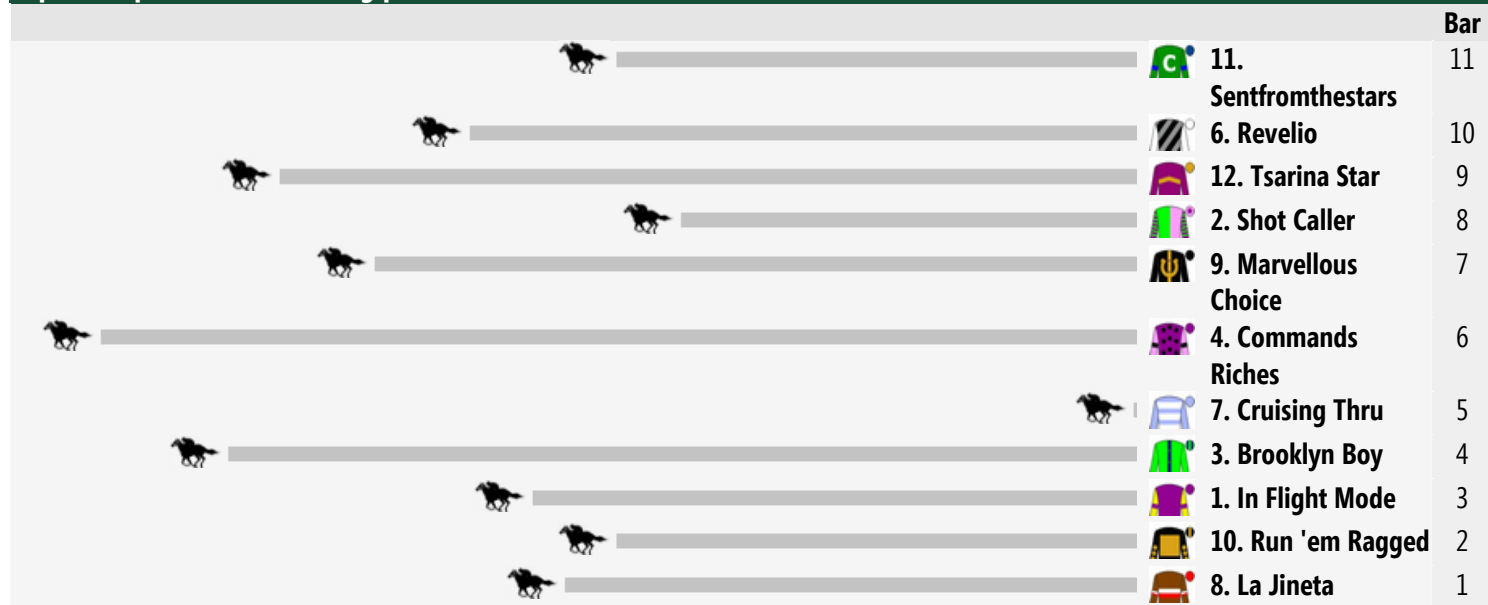 Bar
11. 11
Sentfromthestars
6. Revelio 10
12. Tsarina Star 9
2. Shot Caller 8
9. Marvellous 7
Choice
4. Commands 6
Riches
7. Cruising Thru 5
3. Brooklyn Boy 4
1. In Flight Mode 3
10. Run 'em Ragged 2
8. La Jineta 1